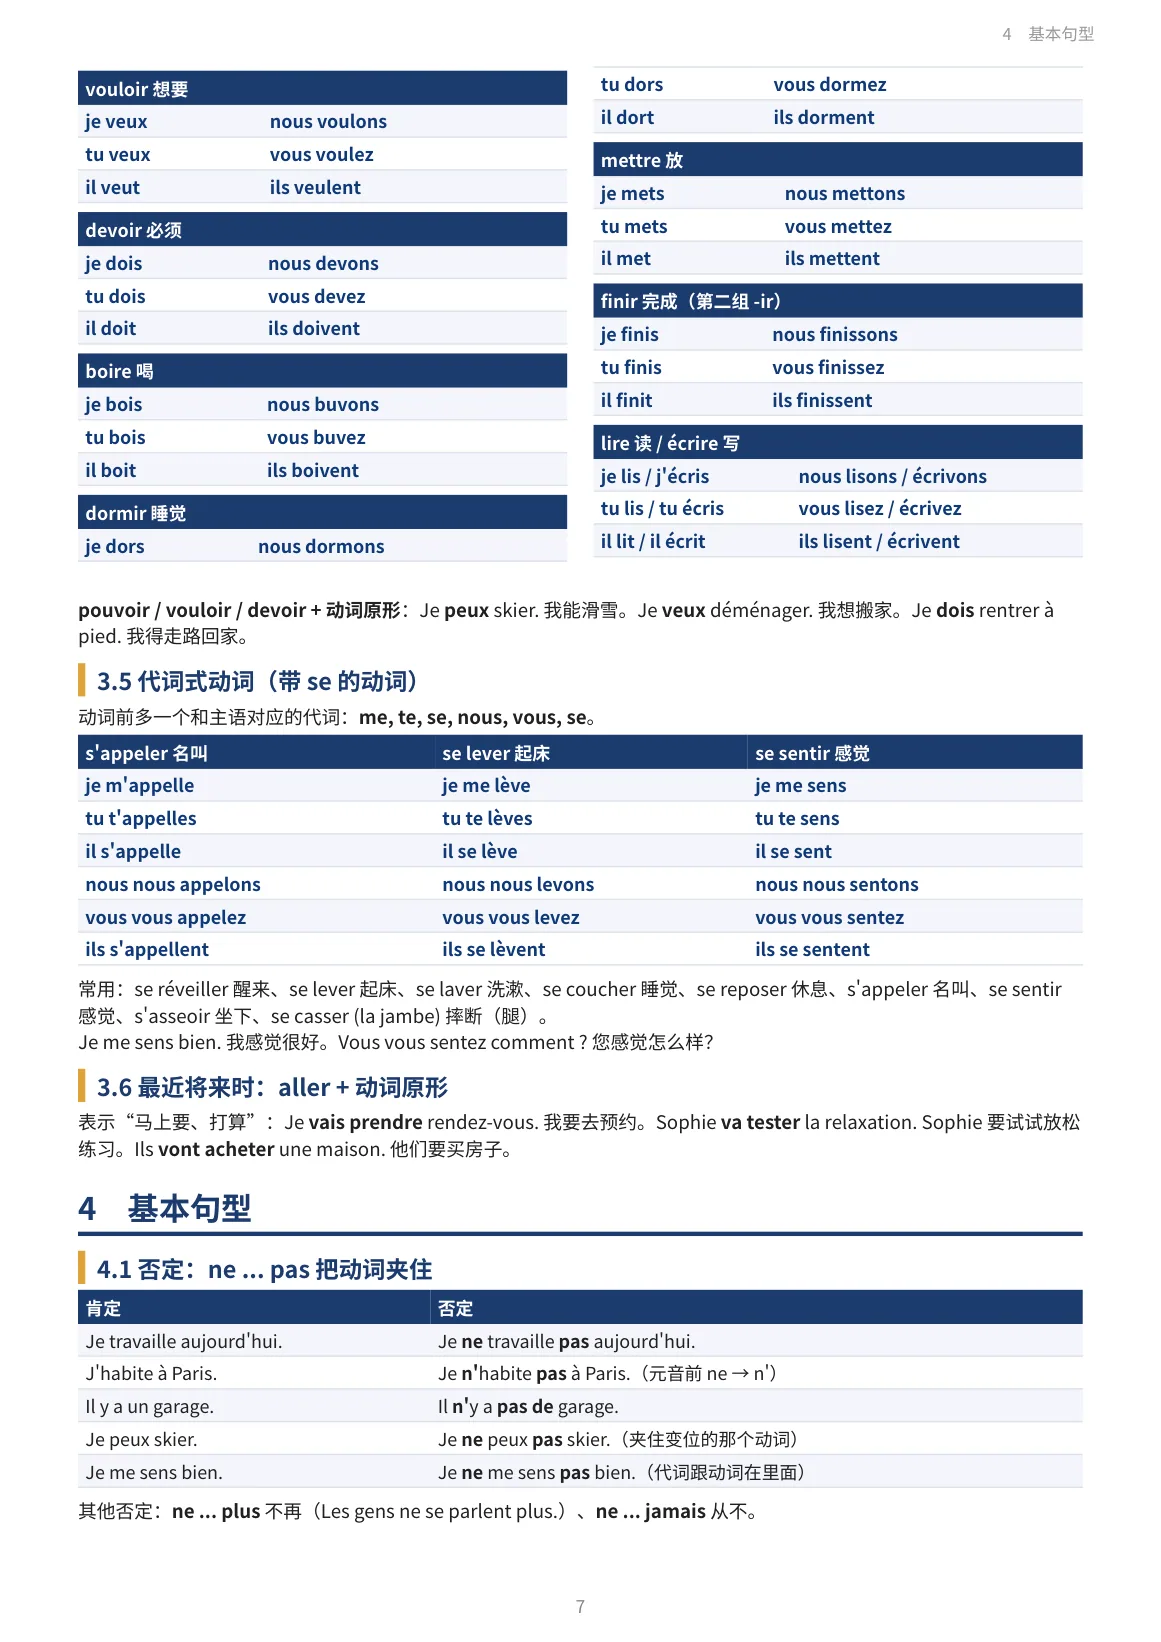 4 基本句型
vouloir 想要
je veux nous voulons
tu veux vous voulez
il veut ils veulent
devoir 必须
je dois nous devons
tu dois vous devez
il doit ils doivent
boire 喝
je bois nous buvons
tu bois vous buvez
il boit ils boivent
dormir 睡觉
je dors nous dormons
tu dors vous dormez
il dort ils dorment
mettre 放
je mets nous mettons
tu mets vous mettez
il met ils mettent
finir 完成（第二组 -ir）
je finis nous finissons
tu finis vous finissez
il finit ils finissent
lire 读 / écrire 写
je lis / j'écris nous lisons / écrivons
tu lis / tu écris vous lisez / écrivez
il lit / il écrit ils lisent / écrivent
pouvoir / vouloir / devoir + 动词原形：Je peux skier. 我能滑雪。Je veux déménager. 我想搬家。Je dois rentrer à
pied. 我得走路回家。
3.5 代词式动词（带 se 的动词）
动词前多一个和主语对应的代词：me, te, se, nous, vous, se。
s'appeler 名叫 se lever 起床 se sentir 感觉
je m'appelle je me lève je me sens
tu t'appelles tu te lèves tu te sens
il s'appelle il se lève il se sent
nous nous appelons nous nous levons nous nous sentons
vous vous appelez vous vous levez vous vous sentez
ils s'appellent ils se lèvent ils se sentent
常用：se réveiller 醒来、se lever 起床、se laver 洗漱、se coucher 睡觉、se reposer 休息、s'appeler 名叫、se sentir
感觉、s'asseoir 坐下、se casser (la jambe) 摔断（腿）。
Je me sens bien. 我感觉很好。Vous vous sentez comment ? 您感觉怎么样？
3.6 最近将来时：aller + 动词原形
表示“马上要、打算”：Je vais prendre rendez-vous. 我要去预约。Sophie va tester la relaxation. Sophie 要试试放松
练习。Ils vont acheter une maison. 他们要买房子。
4 基本句型
4.1 否定：ne ... pas 把动词夹住
肯定 否定
Je travaille aujourd'hui. Je ne travaille pas aujourd'hui.
J'habite à Paris. Je n'habite pas à Paris.（元音前 ne → n'）
Il y a un garage. Il n'y a pas de garage.
Je peux skier. Je ne peux pas skier.（夹住变位的那个动词）
Je me sens bien. Je ne me sens pas bien.（代词跟动词在里面）
其他否定：ne ... plus 不再（Les gens ne se parlent plus.）、ne ... jamais 从不。
7